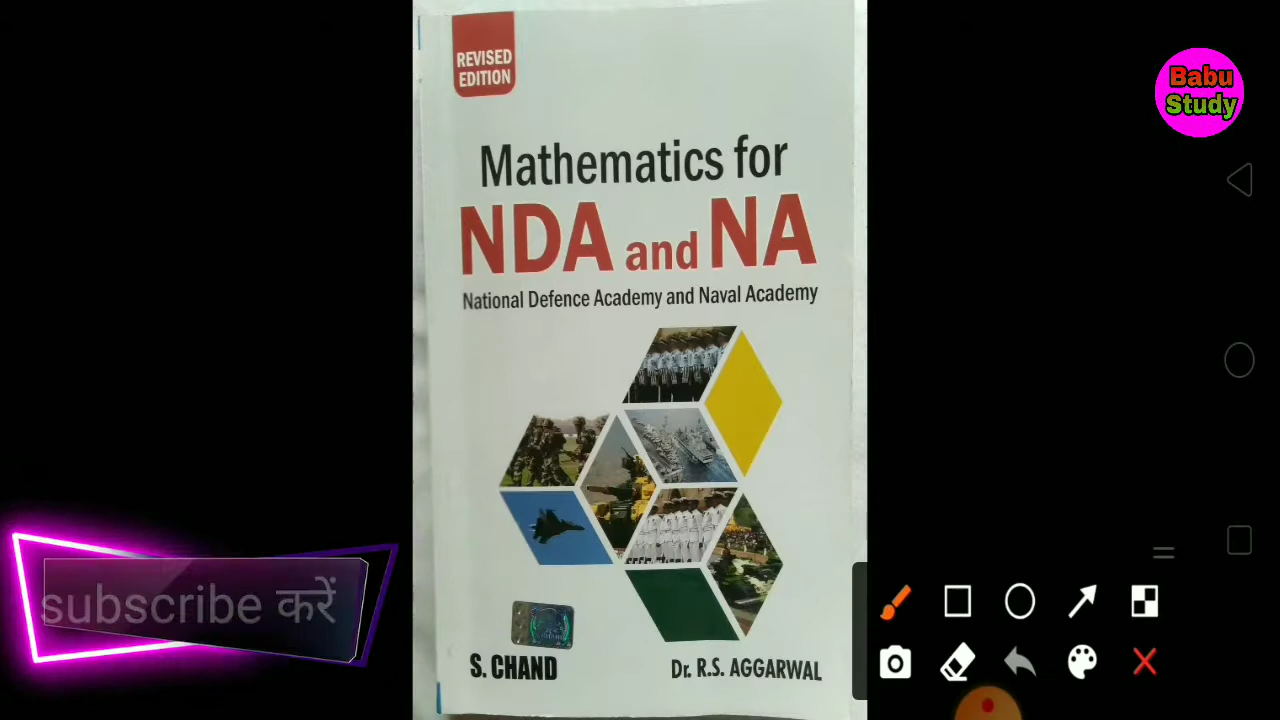 REVISED
EDITION
Babu
Study
Mathematics for
NDA and NA
National Defence Academy and Naval Academy
subscribe करें
S. CHAND
Dr. R.S. AGGARWAL